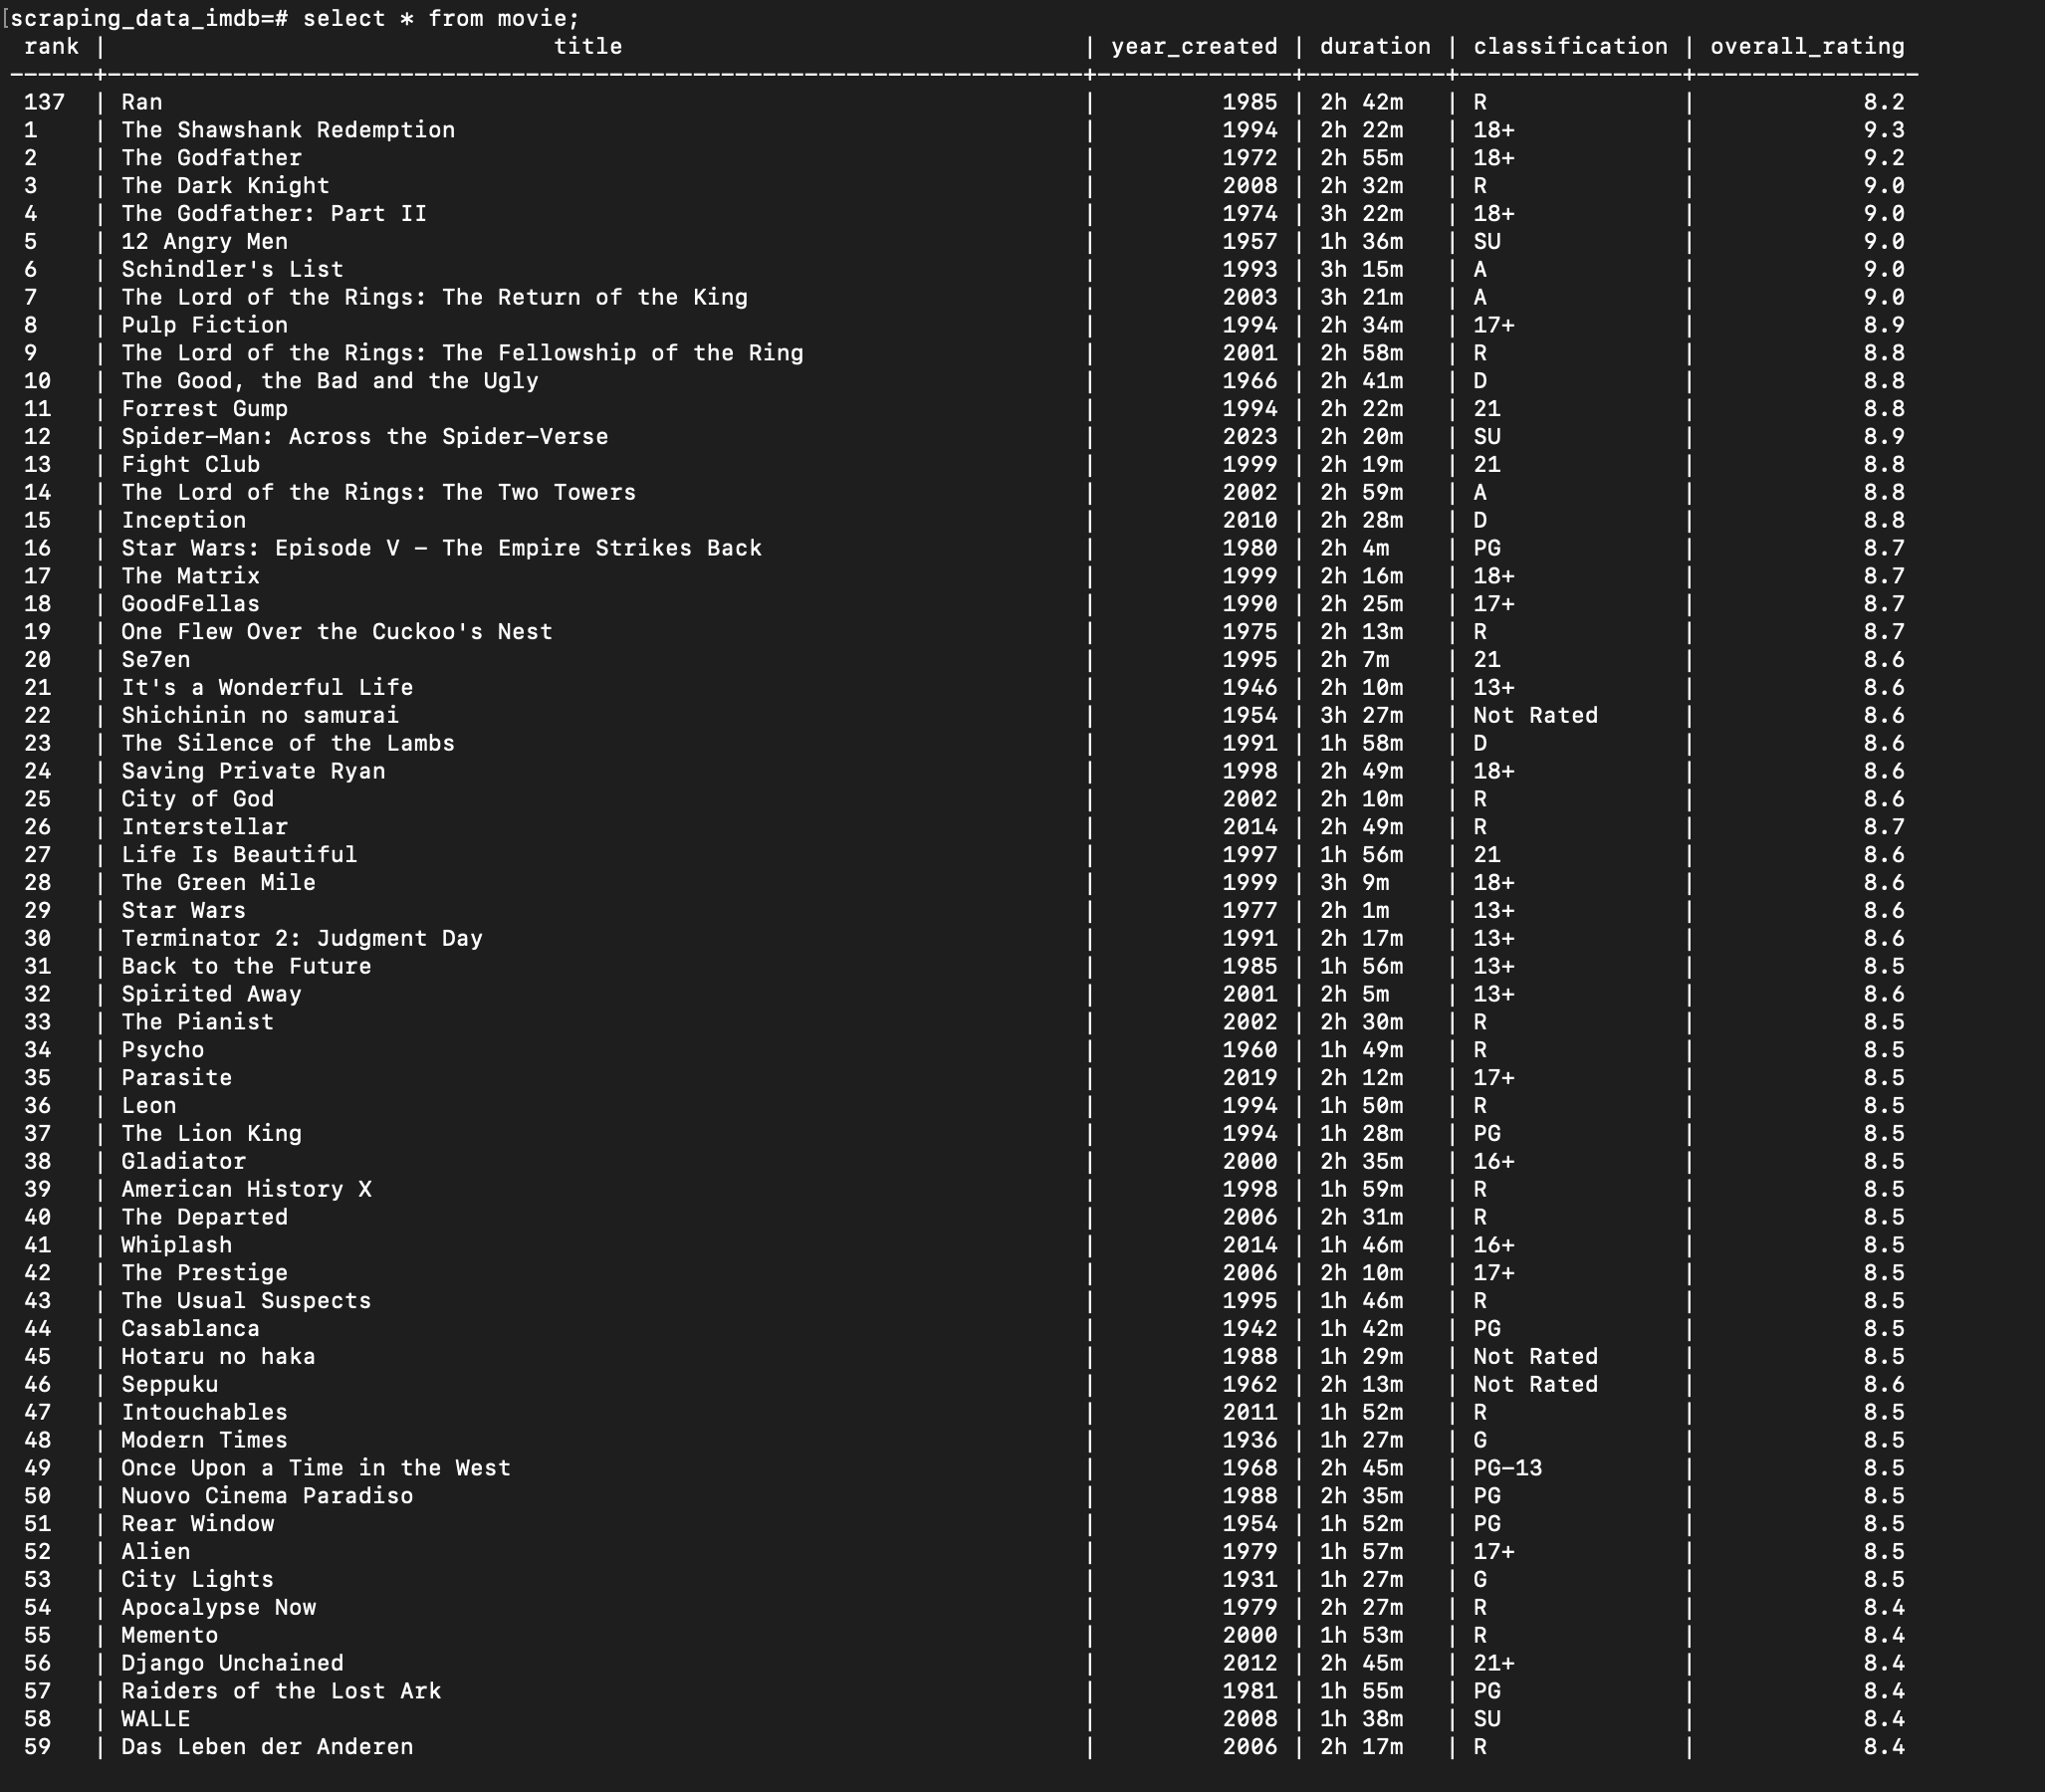 [scraping_data_imdb=# select * from movie;
 rank | title | year_created | duration | classification | overall_rating
------+----------------------------------------------------------------------+--------------+----------+----------------+----------------
 137 | Ran | 1985 | 2h 42m | R | 8.2
 1 | The Shawshank Redemption | 1994 | 2h 22m | 18+ | 9.3
 2 | The Godfather | 1972 | 2h 55m | 18+ | 9.2
 3 | The Dark Knight | 2008 | 2h 32m | R | 9.0
 4 | The Godfather: Part II | 1974 | 3h 22m | 18+ | 9.0
 5 | 12 Angry Men | 1957 | 1h 36m | SU | 9.0
 6 | Schindler's List | 1993 | 3h 15m | A | 9.0
 7 | The Lord of the Rings: The Return of the King | 2003 | 3h 21m | A | 9.0
 8 | Pulp Fiction | 1994 | 2h 34m | 17+ | 8.9
 9 | The Lord of the Rings: The Fellowship of the Ring | 2001 | 2h 58m | R | 8.8
 10 | The Good, the Bad and the Ugly | 1966 | 2h 41m | D | 8.8
 11 | Forrest Gump | 1994 | 2h 22m | 21 | 8.8
 12 | Spider-Man: Across the Spider-Verse | 2023 | 2h 20m | SU | 8.9
 13 | Fight Club | 1999 | 2h 19m | 21 | 8.8
 14 | The Lord of the Rings: The Two Towers | 2002 | 2h 59m | A | 8.8
 15 | Inception | 2010 | 2h 28m | D | 8.8
 16 | Star Wars: Episode V - The Empire Strikes Back | 1980 | 2h 4m | PG | 8.7
 17 | The Matrix | 1999 | 2h 16m | 18+ | 8.7
 18 | GoodFellas | 1990 | 2h 25m | 17+ | 8.7
 19 | One Flew Over the Cuckoo's Nest | 1975 | 2h 13m | R | 8.7
 20 | Se7en | 1995 | 2h 7m | 21 | 8.6
 21 | It's a Wonderful Life | 1946 | 2h 10m | 13+ | 8.6
 22 | Shichinin no samurai | 1954 | 3h 27m | Not Rated | 8.6
 23 | The Silence of the Lambs | 1991 | 1h 58m | D | 8.6
 24 | Saving Private Ryan | 1998 | 2h 49m | 18+ | 8.6
 25 | City of God | 2002 | 2h 10m | R | 8.6
 26 | Interstellar | 2014 | 2h 49m | R | 8.7
 27 | Life Is Beautiful | 1997 | 1h 56m | 21 | 8.6
 28 | The Green Mile | 1999 | 3h 9m | 18+ | 8.6
 29 | Star Wars | 1977 | 2h 1m | 13+ | 8.6
 30 | Terminator 2: Judgment Day | 1991 | 2h 17m | 13+ | 8.6
 31 | Back to the Future | 1985 | 1h 56m | 13+ | 8.5
 32 | Spirited Away | 2001 | 2h 5m | 13+ | 8.6
 33 | The Pianist | 2002 | 2h 30m | R | 8.5
 34 | Psycho | 1960 | 1h 49m | R | 8.5
 35 | Parasite | 2019 | 2h 12m | 17+ | 8.5
 36 | Leon | 1994 | 1h 50m | R | 8.5
 37 | The Lion King | 1994 | 1h 28m | PG | 8.5
 38 | Gladiator | 2000 | 2h 35m | 16+ | 8.5
 39 | American History X | 1998 | 1h 59m | R | 8.5
 40 | The Departed | 2006 | 2h 31m | R | 8.5
 41 | Whiplash | 2014 | 1h 46m | 16+ | 8.5
 42 | The Prestige | 2006 | 2h 10m | 17+ | 8.5
 43 | The Usual Suspects | 1995 | 1h 46m | R | 8.5
 44 | Casablanca | 1942 | 1h 42m | PG | 8.5
 45 | Hotaru no haka | 1988 | 1h 29m | Not Rated | 8.5
 46 | Seppuku | 1962 | 2h 13m | Not Rated | 8.6
 47 | Intouchables | 2011 | 1h 52m | R | 8.5
 48 | Modern Times | 1936 | 1h 27m | G | 8.5
 49 | Once Upon a Time in the West | 1968 | 2h 45m | PG-13 | 8.5
 50 | Nuovo Cinema Paradiso | 1988 | 2h 35m | PG | 8.5
 51 | Rear Window | 1954 | 1h 52m | PG | 8.5
 52 | Alien | 1979 | 1h 57m | 17+ | 8.5
 53 | City Lights | 1931 | 1h 27m | G | 8.5
 54 | Apocalypse Now | 1979 | 2h 27m | R | 8.4
 55 | Memento | 2000 | 1h 53m | R | 8.4
 56 | Django Unchained | 2012 | 2h 45m | 21+ | 8.4
 57 | Raiders of the Lost Ark | 1981 | 1h 55m | PG | 8.4
 58 | WALLE | 2008 | 1h 38m | SU | 8.4
 59 | Das Leben der Anderen | 2006 | 2h 17m | R | 8.4